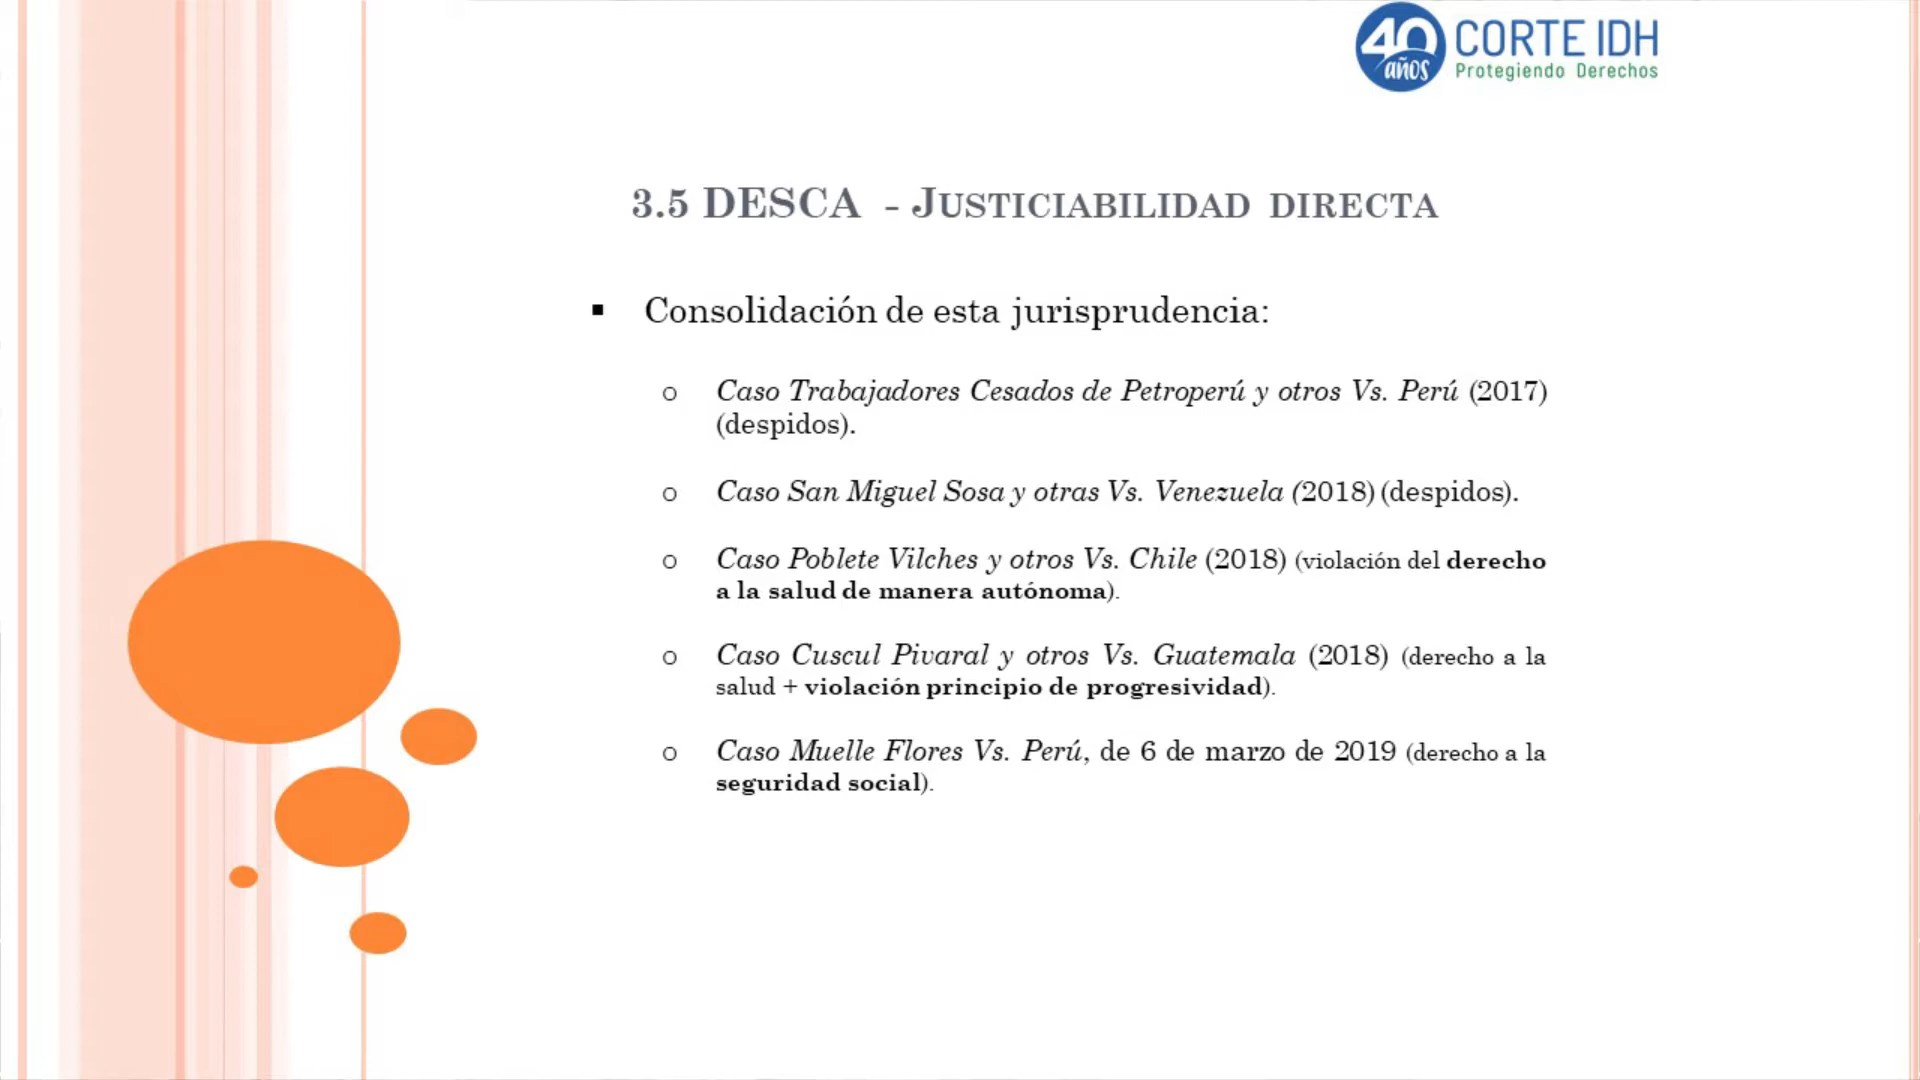 40 años
CORTE IDH
Protegiendo Derechos
3.5 DESCA - JUSTICIABILIDAD DIRECTA
▪ Consolidación de esta jurisprudencia:
o Caso Trabajadores Cesados de Petroperú y otros Vs. Perú (2017)
(despidos).
o Caso San Miguel Sosa y otras Vs. Venezuela (2018) (despidos).
o Caso Poblete Vilches y otros Vs. Chile (2018) (violación del derecho
a la salud de manera autónoma).
o Caso Cuscul Pivaral y otros Vs. Guatemala (2018) (derecho a la
salud + violación principio de progresividad).
o Caso Muelle Flores Vs. Perú, de 6 de marzo de 2019 (derecho a la
seguridad social).